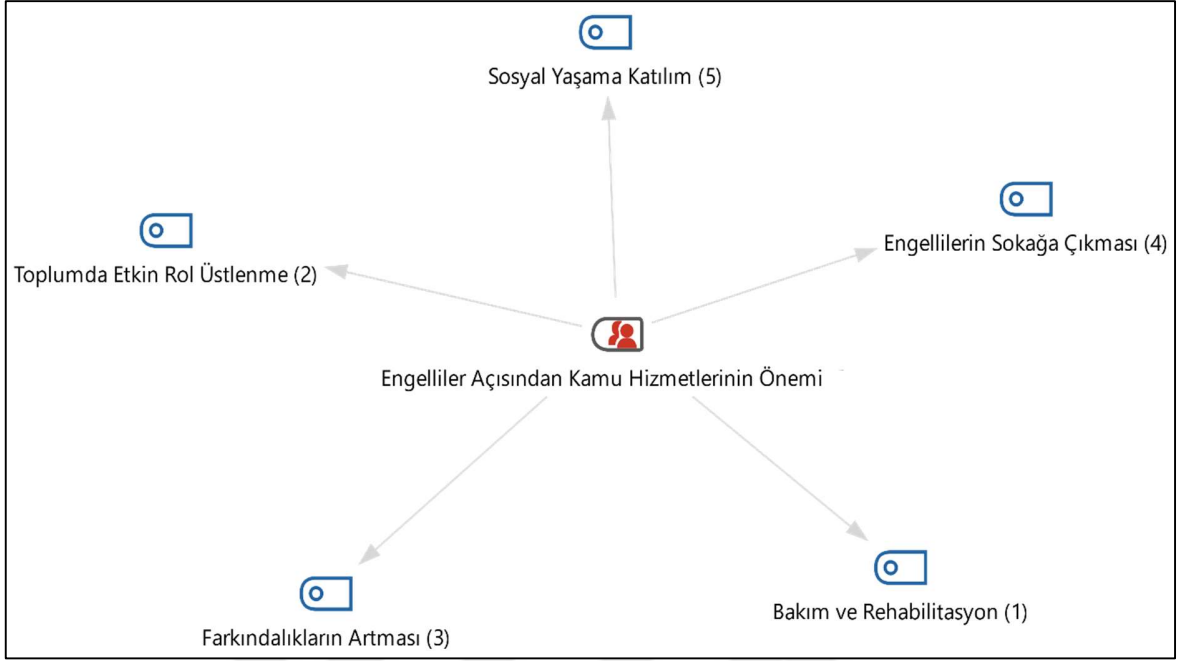 Sosyal Yaşama Katılım (5)
Engellilerin Sokağa Çıkması (4)
Toplumda Etkin Rol Üstlenme (2)
Engelliler Açısından Kamu Hizmetlerinin Önemi
Bakım ve Rehabilitasyon (1)
Farkındalıkların Artması (3)